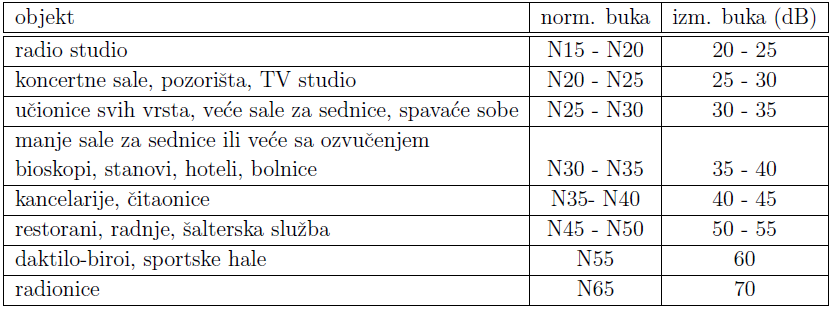 objekt norm. buka izm. buka (dB)
radio studio N15 - N20 20 - 25
koncertne sale, pozorišta, TV studio N20 - N25 25 - 30
učionice svih vrsta, veće sale za sednice, spavaće sobe N25 - N30 30 - 35
manje sale za sednice ili veće sa ozvučenjem
bioskopi, stanovi, hoteli, bolnice N30 - N35 35 - 40
kancelarije, čitaonice N35- N40 40 - 45
restorani, radnje, šalterska služba N45 - N50 50 - 55
daktilo-biroi, sportske hale N55 60
radionice N65 70